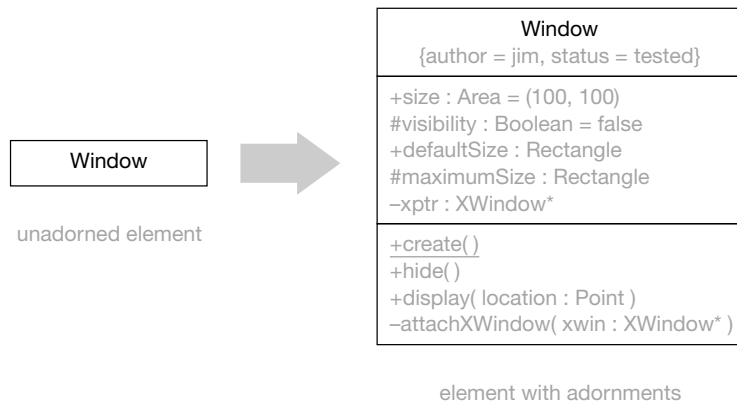 Window
unadorned element
Window
{author = jim, status = tested}
+size : Area = (100, 100)
#visibility : Boolean = false
+defaultSize : Rectangle
#maximumSize : Rectangle
–xptr : XWindow*
+create( )
+hide( )
+display( location : Point )
–attachXWindow( xwin : XWindow* )
element with adornments